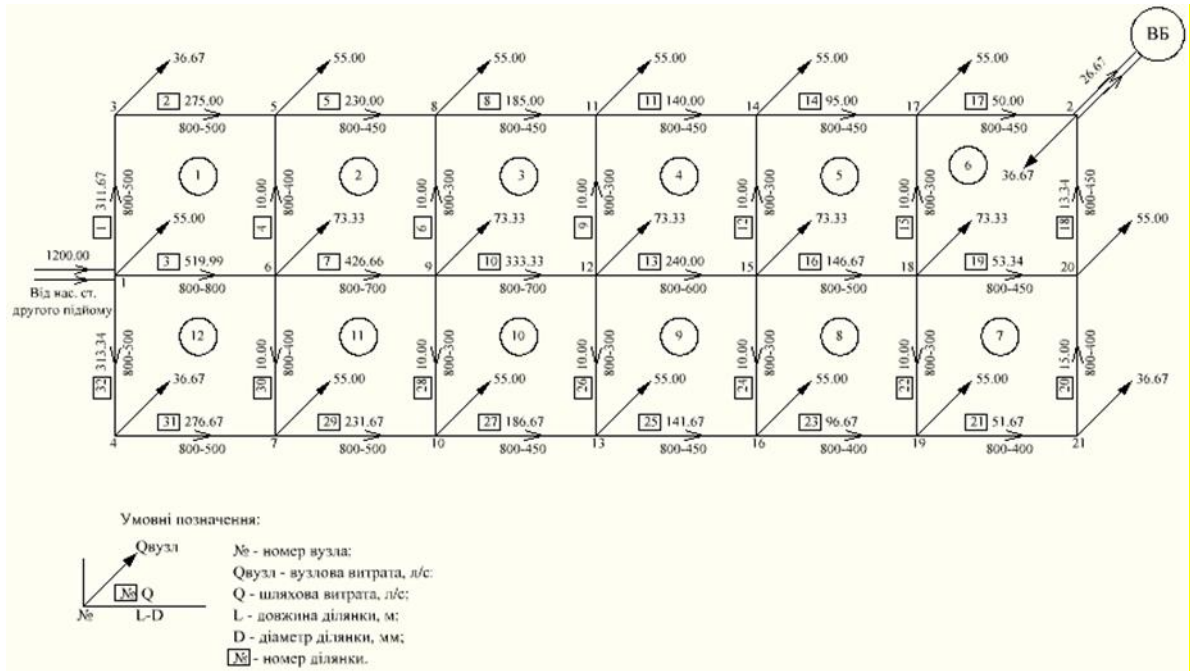 ВБ
36.67 55.00 55.00 55.00 55.00 55.00 26.67
3 2 275.00 5 5 230.00 8 8 185.00 11 11 140.00 14 14 95.00 17 17 50.00 2
800-500 800-450 800-450 800-450 800-450 800-450
1 2 3 4 5 6
36.67
1 311.67 800-500 4 10.00 800-400 6 10.00 800-300 9 10.00 800-300 12 10.00 800-300 15 10.00 800-300 18 13.34 800-450
55.00 73.33 73.33 73.33 73.33 73.33 55.00
1200.00 3 519.99 6 7 426.66 9 10 333.33 12 13 240.00 15 16 146.67 18 19 53.34 20
1 800-800 800-700 800-700 800-600 800-500 800-450
Від нас. ст.
другого підйому
12 11 10 9 8 7
32 313.34 800-500 30 10.00 800-400 28 10.00 800-300 26 10.00 800-300 24 10.00 800-300 22 10.00 800-300 20 15.00 800-450
36.67 55.00 55.00 55.00 55.00 55.00 36.67
4 31 276.67 7 29 231.67 10 27 186.67 13 25 141.67 16 23 96.67 19 21 51.67 21
800-500 800-500 800-450 800-450 800-400 800-400
Умовні позначення:
Qвузл
№ Q
№ L-D
№ - номер вузла;
Qвузл - вузлова витрата, л/с;
Q - шляхова витрата, л/с;
L - довжина ділянки, м;
D - діаметр ділянки, мм;
№ - номер ділянки.